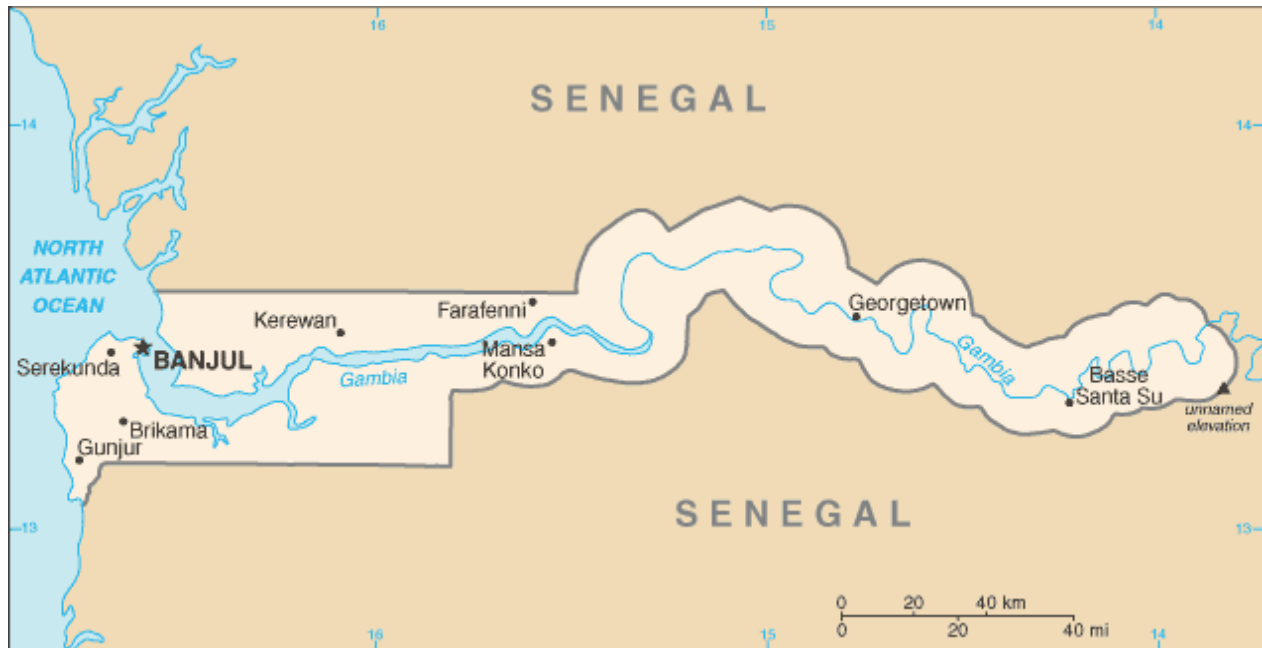 16
15
14
SENEGAL
14
14
NORTH
ATLANTIC
OCEAN
Georgetown
Farafenni
Kerewan
Mansa
Konko
BANJUL
Serekunda
Gambia
Gambia
Basse
Santa Su
unnamed
elevation
Brikama
Gunjur
SENEGAL
13
13
0
20
40 km
0
20
40 mi
16
15
14